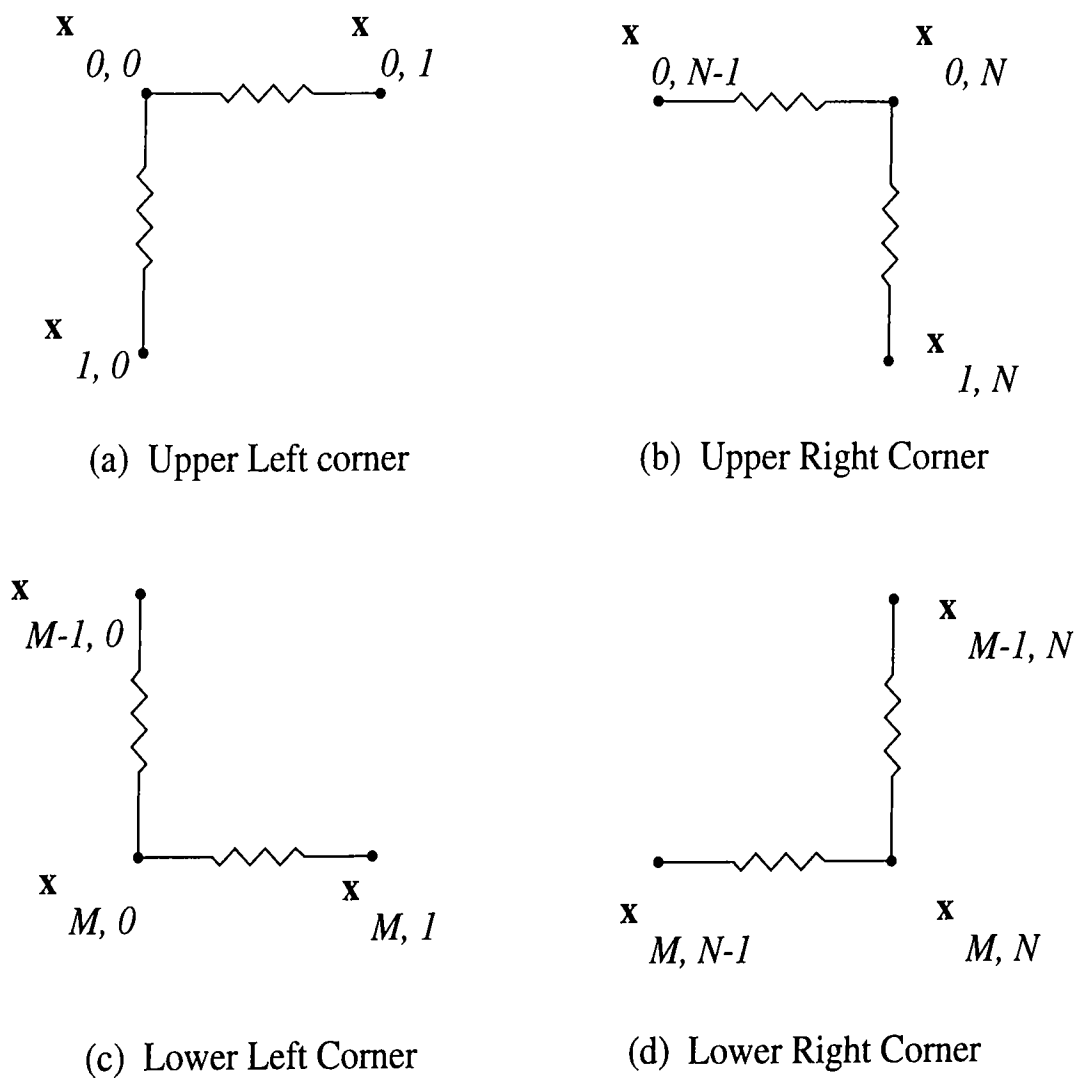 x x
0, 0 0, 1
x
1, 0
(a) Upper Left corner
x x
0, N-1 0, N
x
1, N
(b) Upper Right Corner
x
M-1, 0
x x
M, 0 M, 1
(c) Lower Left Corner
x
M-1, N
x x
M, N-1 M, N
(d) Lower Right Corner